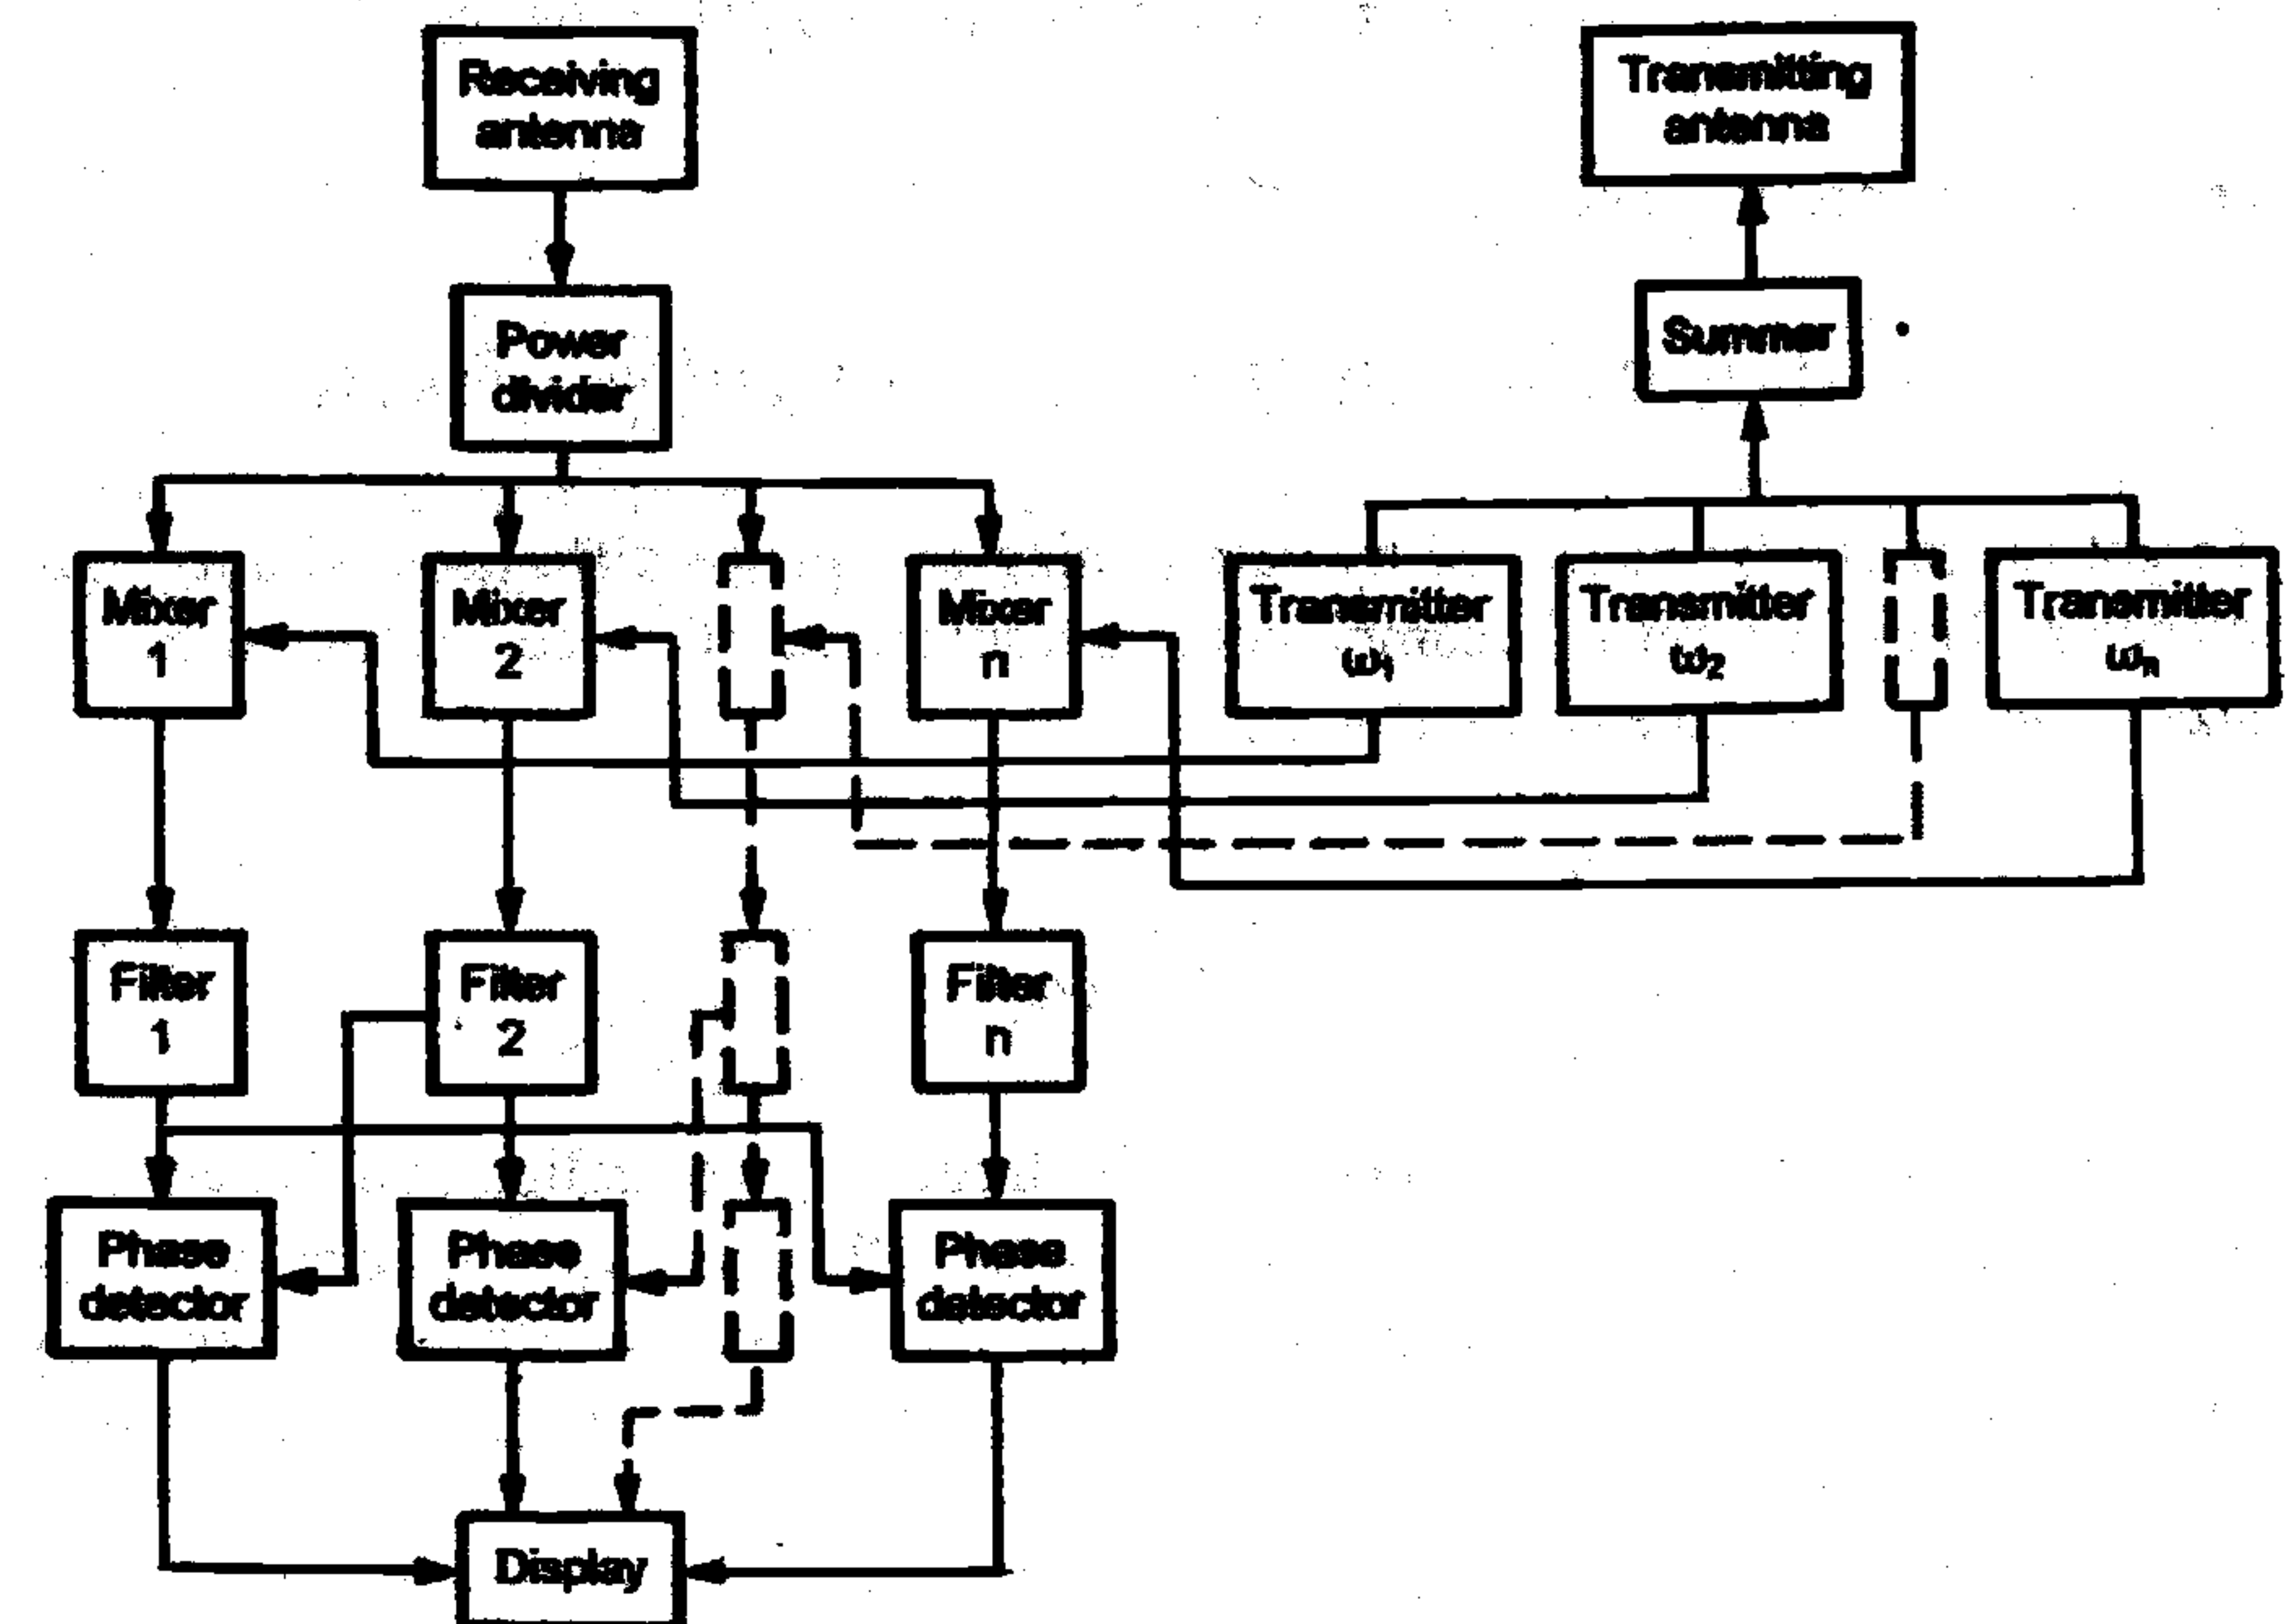 Receiving
antenna
Transmitting
antenna
Power
divider
Summer
Mixer
1
Mixer
2
Mixer
n
Transmitter
ω₁
Transmitter
ω₂
Transmitter
ωₙ
Filter
1
Filter
2
Filter
n
Phase
detector
Phase
detector
Phase
detector
Display